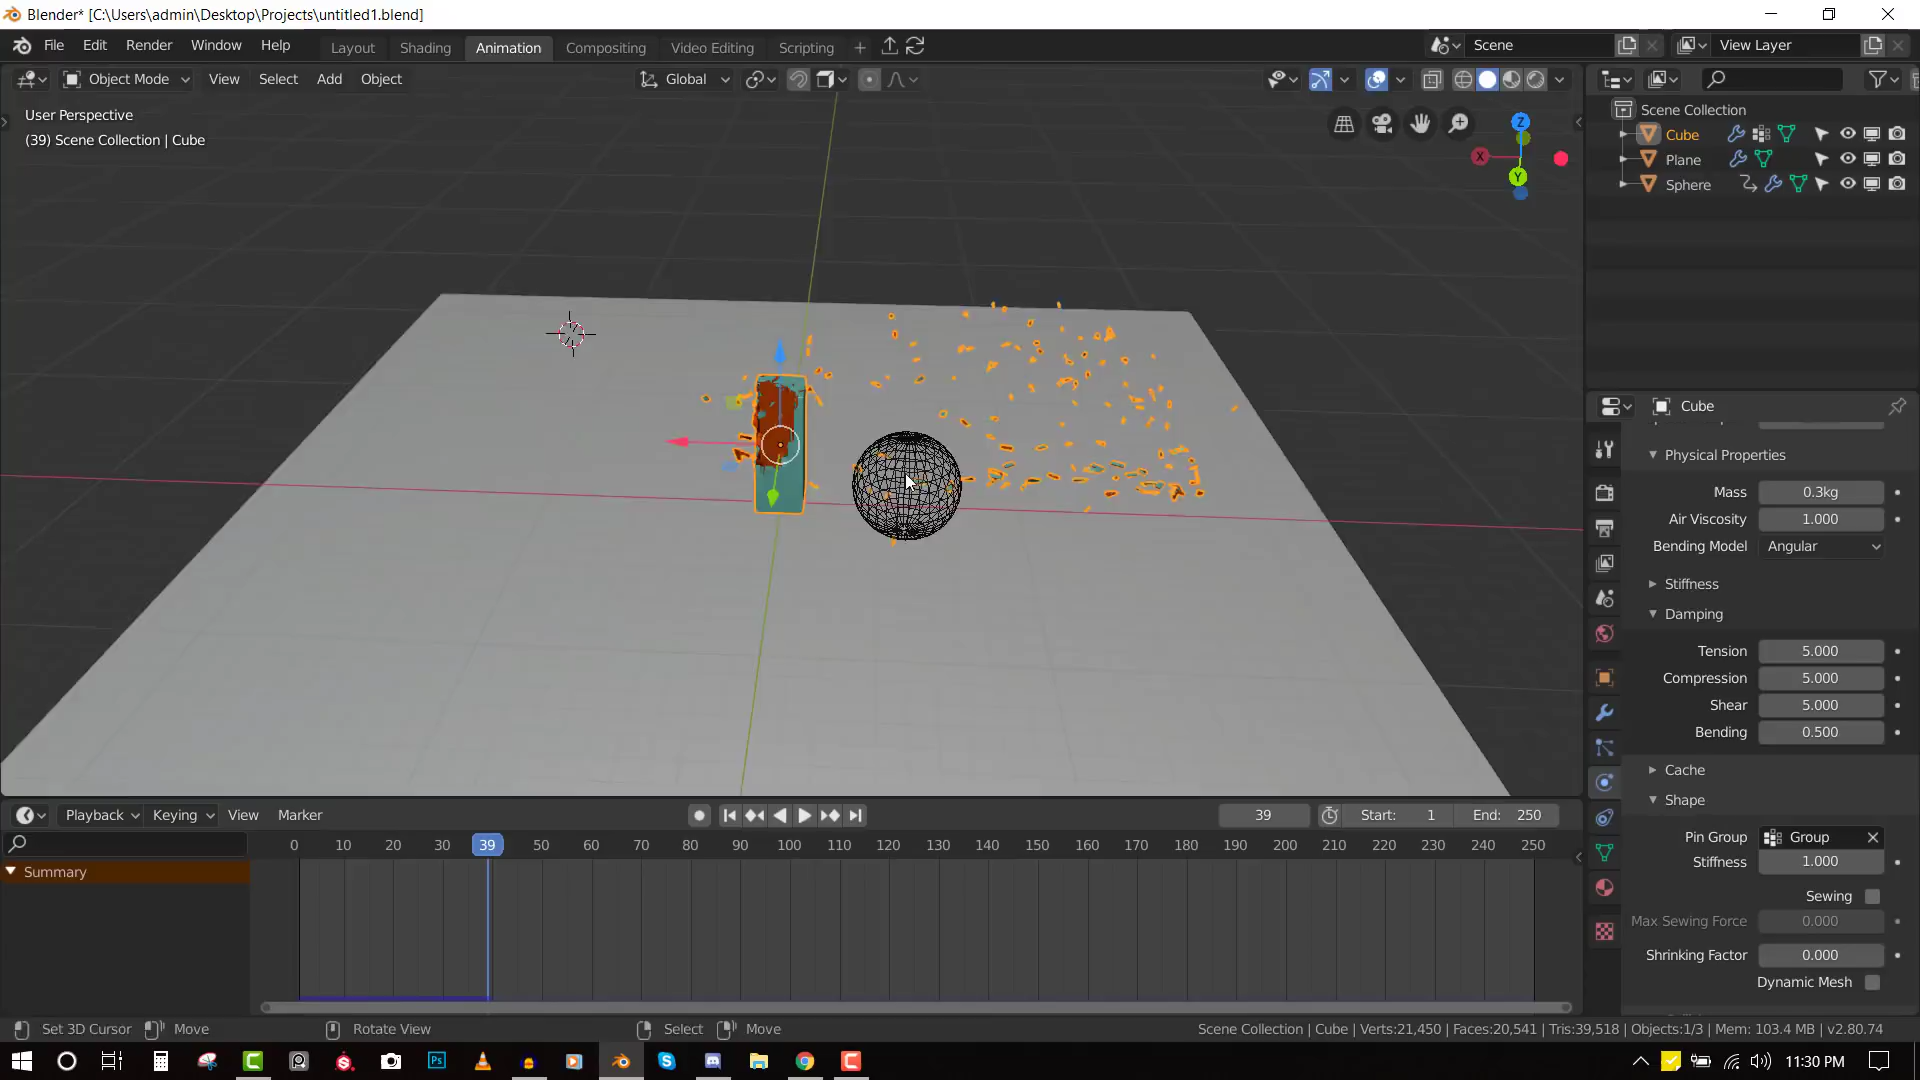 Blender* [C:\Users\admin\Desktop\Projects\untitled1.blend]
File Edit Render Window Help Layout Shading Animation Compositing Video Editing Scripting Scene View Layer
Object Mode View Select Add Object Global
User Perspective
(39) Scene Collection | Cube
Z
X
Y
Scene Collection
Cube
Plane
Sphere
Cube
Physical Properties
Mass 0.3kg
Air Viscosity 1.000
Bending Model Angular
Stiffness
Damping
Tension 5.000
Compression 5.000
Shear 5.000
Bending 0.500
Cache
Shape
Pin Group Group
Stiffness 1.000
Sewing
Max Sewing Force 0.000
Shrinking Factor 0.000
Dynamic Mesh
Playback Keying View Marker 39 Start: 1 End: 250
0 10 20 30 39 50 60 70 80 90 100 110 120 130 140 150 160 170 180 190 200 210 220 230 240 250
Summary
Set 3D Cursor Move Rotate View Select Move Scene Collection | Cube | Verts:21,450 | Faces:20,541 | Tris:39,518 | Objects:1/3 | Mem: 103.4 MB | v2.80.74
Ps
11:30 PM